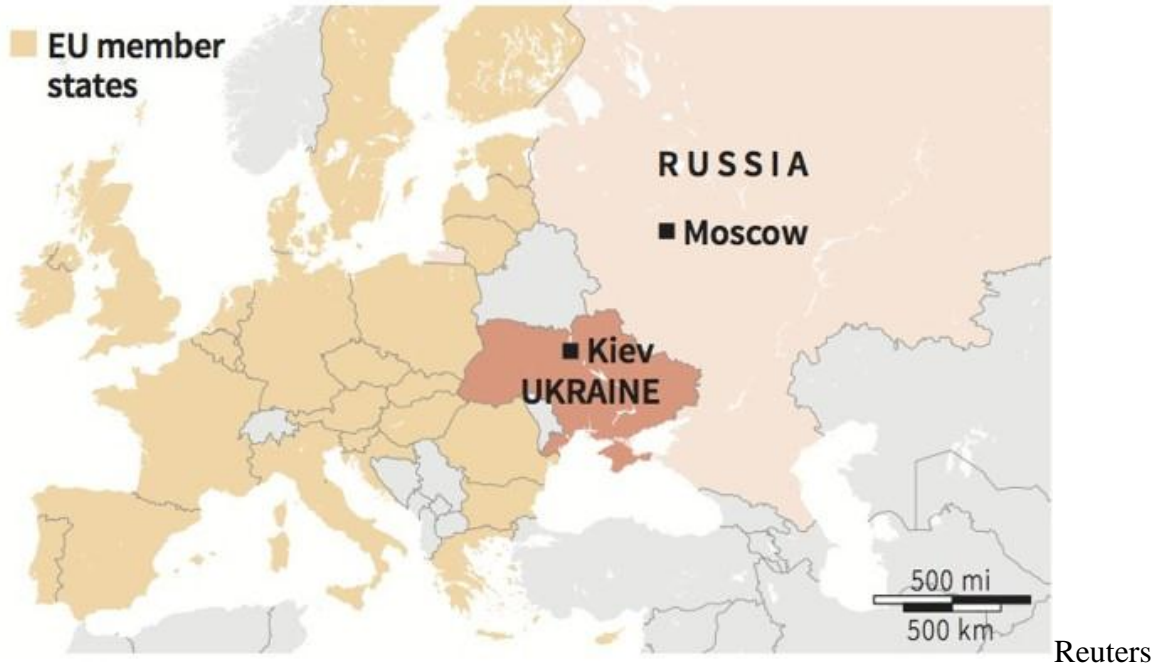 EU member
states
RUSSIA
Moscow
Kiev
UKRAINE
500 mi
500 km
Reuters